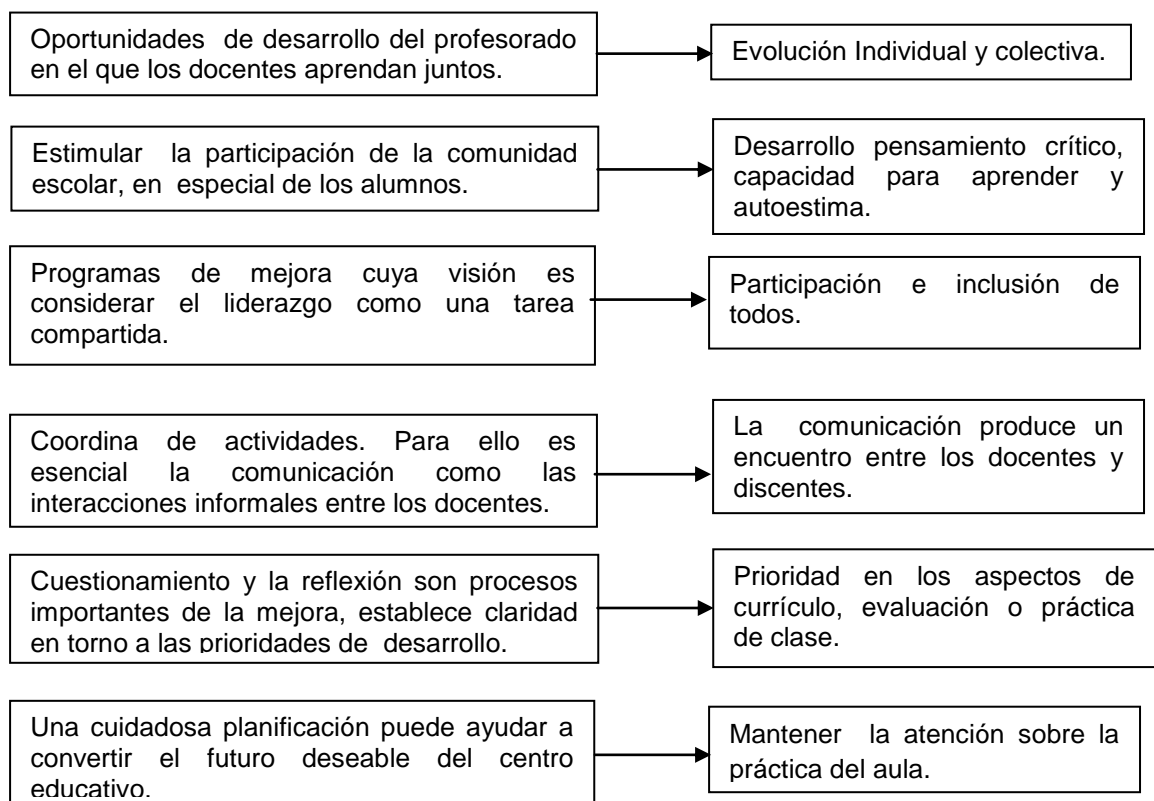 Oportunidades de desarrollo del profesorado
en el que los docentes aprendan juntos.
Evolución Individual y colectiva.
Estimular la participación de la comunidad
escolar, en especial de los alumnos.
Desarrollo pensamiento crítico,
capacidad para aprender y
autoestima.
Programas de mejora cuya visión es
considerar el liderazgo como una tarea
compartida.
Participación e inclusión de
todos.
Coordina de actividades. Para ello es
esencial la comunicación como las
interacciones informales entre los docentes.
La comunicación produce un
encuentro entre los docentes y
discentes.
Cuestionamiento y la reflexión son procesos
importantes de la mejora, establece claridad
en torno a las prioridades de desarrollo.
Prioridad en los aspectos de
currículo, evaluación o práctica
de clase.
Una cuidadosa planificación puede ayudar a
convertir el futuro deseable del centro
educativo.
Mantener la atención sobre la
práctica del aula.